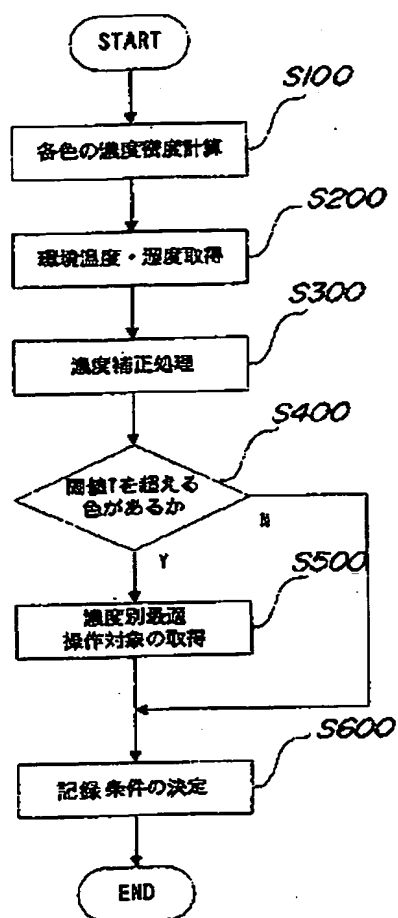 START
S100
各色の濃度密度計算
S200
環境温度・湿度取得
S300
濃度補正処理
S400
閾値Tを超える
色があるか
N
Y
S500
濃度別最適
操作対象の取得
S600
記録条件の決定
END